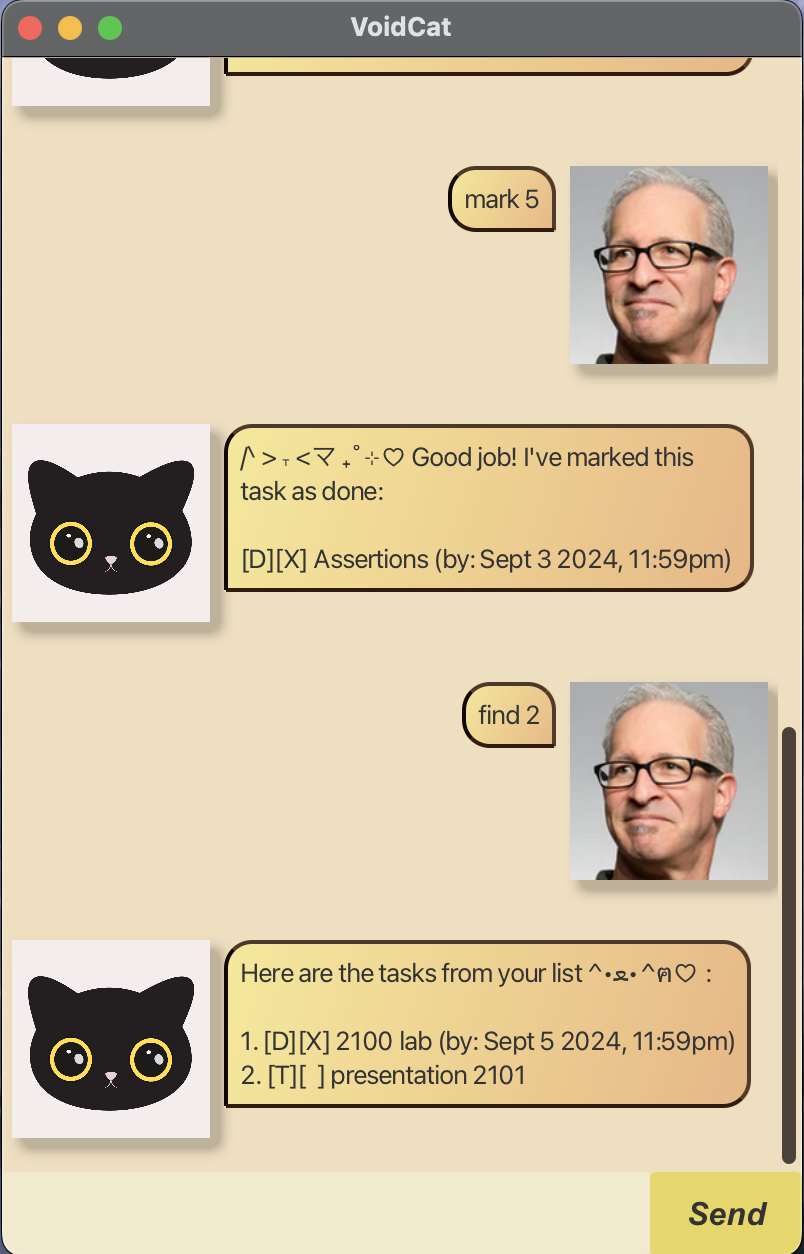 VoidCat
mark 5
/ᐠ > ˕ <マ ₊˚⊹♡ Good job! I've marked this
task as done:
[D][X] Assertions (by: Sept 3 2024, 11:59pm)
find 2
Here are the tasks from your list ^•ﻌ•^ฅ♡ :
1. [D][X] 2100 lab (by: Sept 5 2024, 11:59pm)
2. [T][ ] presentation 2101
Send